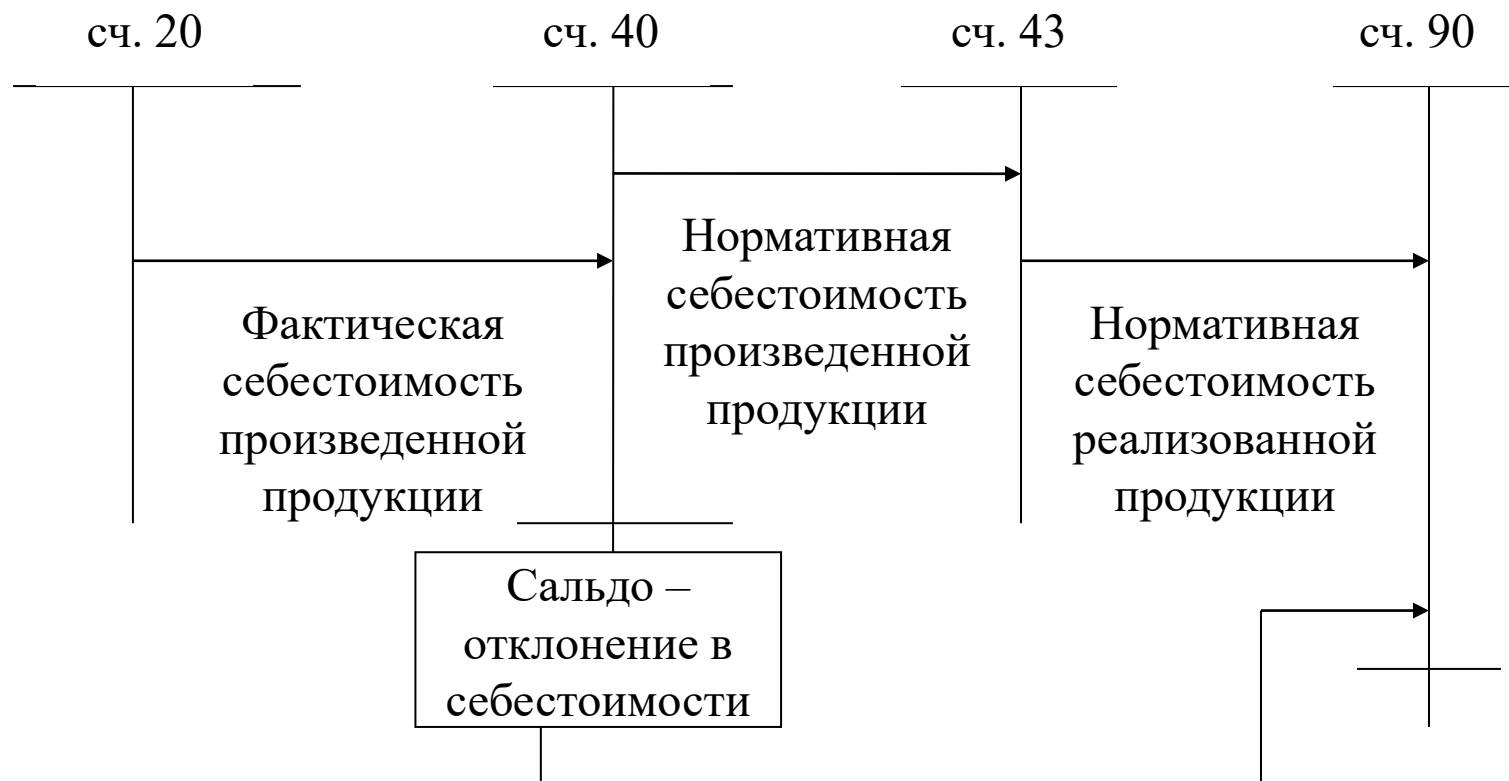 сч. 20
сч. 40
сч. 43
сч. 90
Фактическая
себестоимость
произведенной
продукции
Нормативная
себестоимость
произведенной
продукции
Нормативная
себестоимость
реализованной
продукции
Сальдо –
отклонение в
себестоимости